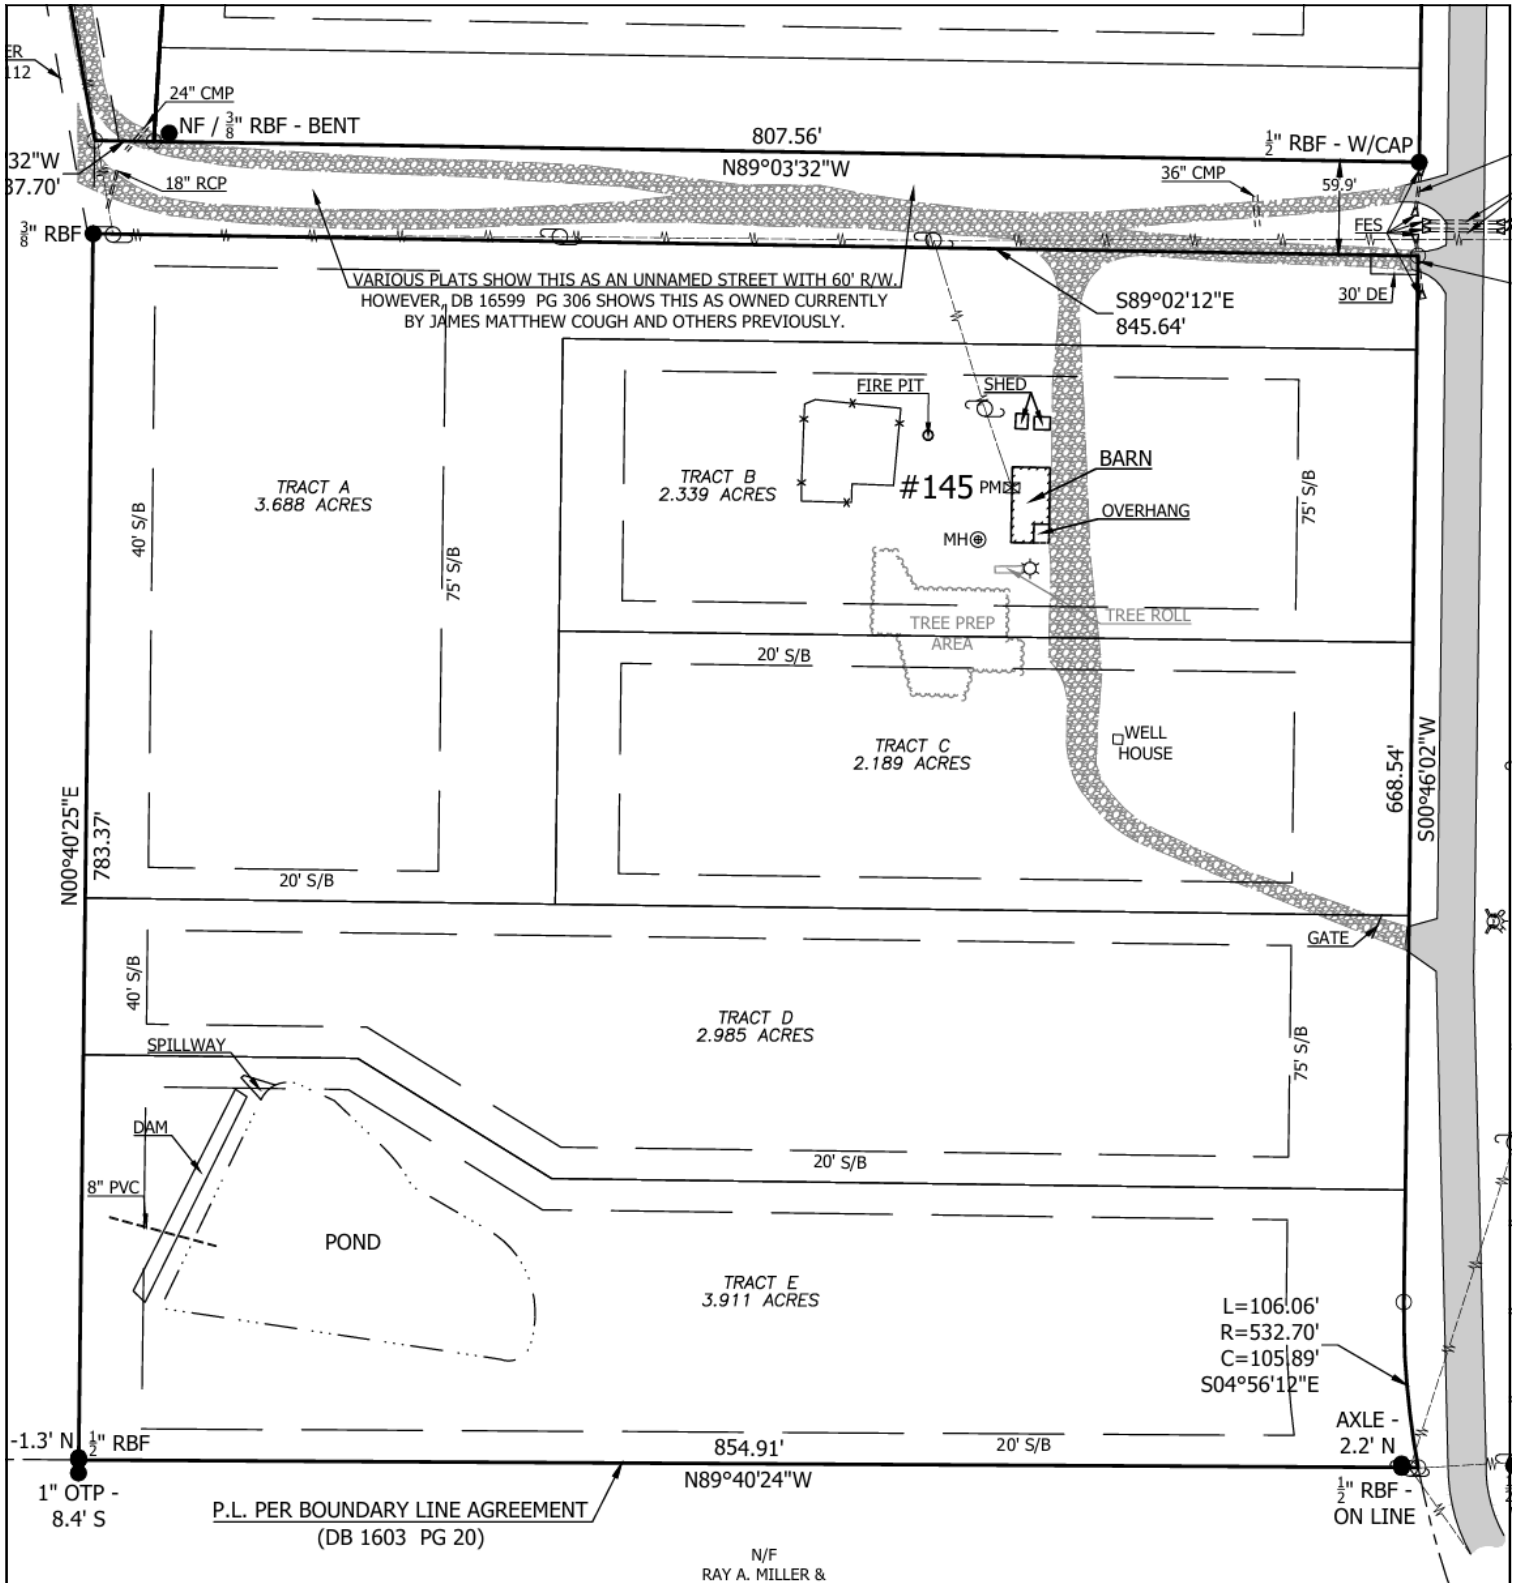 ER
112
24" CMP
NF / 3/8" RBF - BENT
807.56'
N89°03'32"W
1/2" RBF - W/CAP
32"W
37.70'
18" RCP
36" CMP
59.9'
3/8" RBF
FES
30' DE
VARIOUS PLATS SHOW THIS AS AN UNNAMED STREET WITH 60' R/W.
HOWEVER, DB 16599 PG 306 SHOWS THIS AS OWNED CURRENTLY
BY JAMES MATTHEW COUGH AND OTHERS PREVIOUSLY.
S89°02'12"E
845.64'
FIRE PIT
SHED
TRACT A
3.688 ACRES
TRACT B
2.339 ACRES
#145
PM
BARN
OVERHANG
MH
40' S/B
75' S/B
75' S/B
TREE PREP
AREA
TREE ROLL
20' S/B
TRACT C
2.189 ACRES
WELL
HOUSE
668.54'
S00°46'02"W
N00°40'25"E
783.37'
20' S/B
GATE
40' S/B
TRACT D
2.985 ACRES
75' S/B
SPILLWAY
DAM
20' S/B
8" PVC
POND
TRACT E
3.911 ACRES
L=106.06'
R=532.70'
C=105.89'
S04°56'12"E
AXLE -
2.2' N
-1.3' N
1/2" RBF
854.91'
N89°40'24"W
20' S/B
1" OTP -
8.4' S
P.L. PER BOUNDARY LINE AGREEMENT
(DB 1603 PG 20)
1/2" RBF -
ON LINE
N/F
RAY A. MILLER &